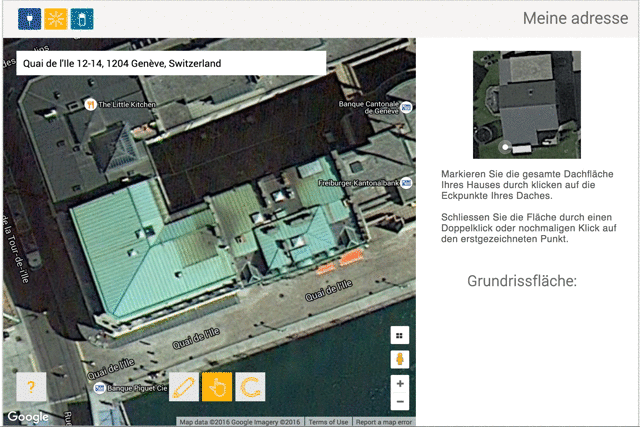 Meine adresse
Quai de l'Ile 12-14, 1204 Genève, Switzerland
The Little Kitchen
Banque Cantonale
de Genève
Freiburger Kantonalbank
de la Tour-de-l'Ile
Quai de l'Ile
Quai de l'Ile
Quai de l'Ile
Banque Piguet Cie
?
+
−
Google
Map data ©2016 Google Imagery ©2016
Terms of Use
Report a map error
Markieren Sie die gesamte Dachfläche
Ihres Hauses durch klicken auf die
Eckpunkte Ihres Daches.
Schliessen Sie die Fläche durch einen
Doppelklick oder nochmaligen Klick auf
den erstgezeichneten Punkt.
Grundrissfläche: